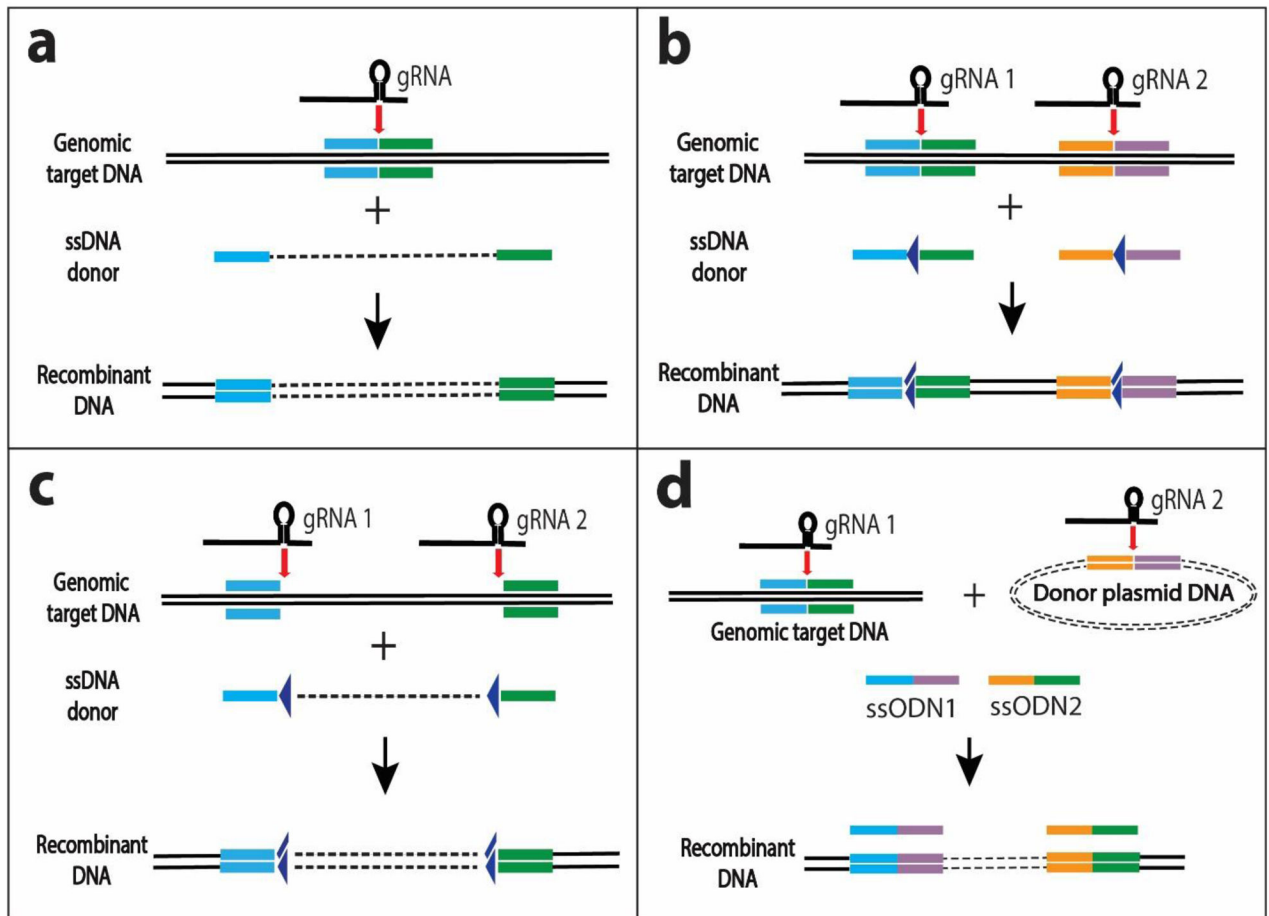 a
gRNA
Genomic
target DNA
+
ssDNA
donor
Recombinant
DNA
b
gRNA 1
gRNA 2
Genomic
target DNA
+
ssDNA
donor
Recombinant
DNA
c
gRNA 1
gRNA 2
Genomic
target DNA
+
ssDNA
donor
Recombinant
DNA
d
gRNA 1
gRNA 2
+
Donor plasmid DNA
Genomic target DNA
ssODN1
ssODN2
Recombinant
DNA